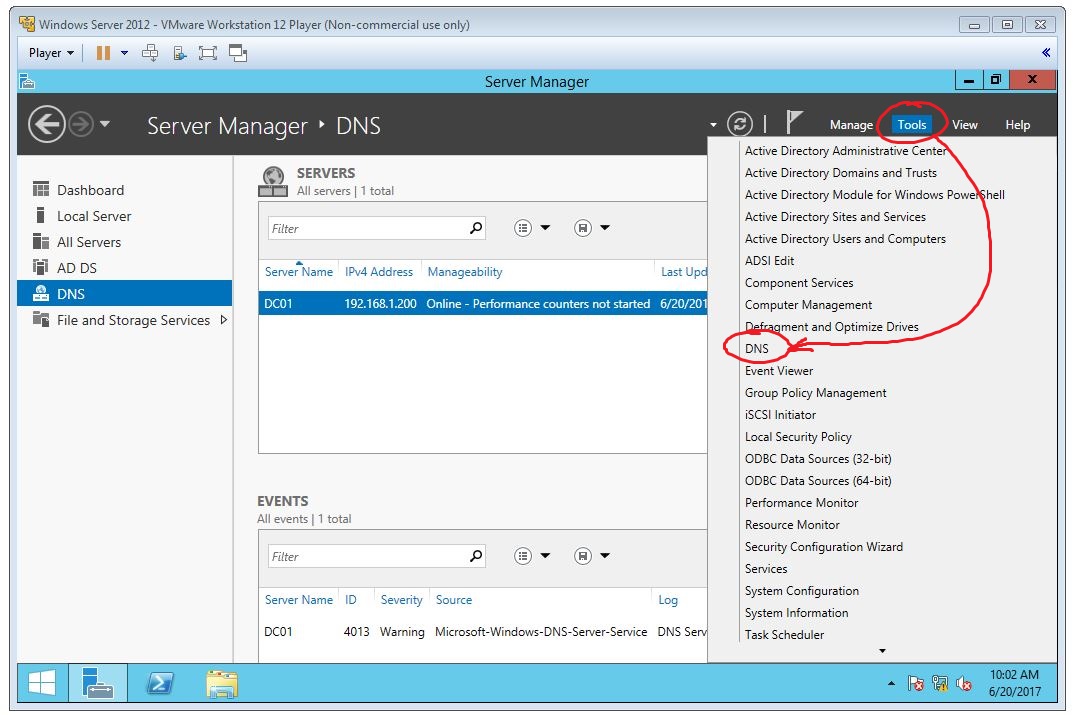 Windows Server 2012 - VMware Workstation 12 Player (Non-commercial use only)
Player
Server Manager
Server Manager DNS
Manage Tools View Help
Dashboard
Local Server
All Servers
AD DS
DNS
File and Storage Services
SERVERS
All servers | 1 total
Filter
Server Name IPv4 Address Manageability Last Upd
DC01 192.168.1.200 Online - Performance counters not started 6/20/201
EVENTS
All events | 1 total
Filter
Server Name ID Severity Source Log
DC01 4013 Warning Microsoft-Windows-DNS-Server-Service DNS Serv
Active Directory Administrative Center
Active Directory Domains and Trusts
Active Directory Module for Windows PowerShell
Active Directory Sites and Services
Active Directory Users and Computers
ADSI Edit
Component Services
Computer Management
Defragment and Optimize Drives
DNS
Event Viewer
Group Policy Management
iSCSI Initiator
Local Security Policy
ODBC Data Sources (32-bit)
ODBC Data Sources (64-bit)
Performance Monitor
Resource Monitor
Security Configuration Wizard
Services
System Configuration
System Information
Task Scheduler
10:02 AM
6/20/2017